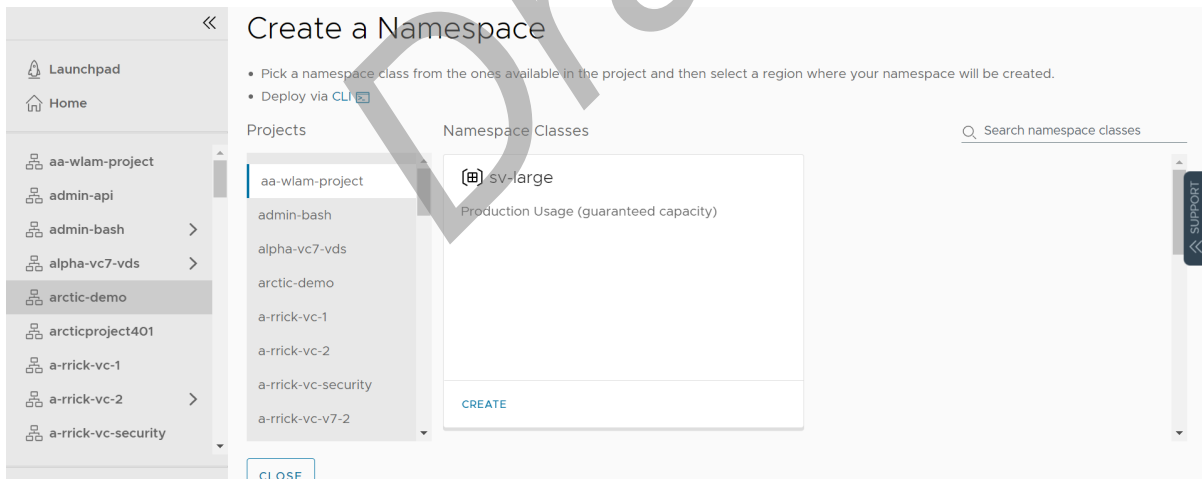 Create a Namespace
Launchpad
Home
• Pick a namespace class from the ones available in the project and then select a region where your namespace will be created.
• Deploy via CLI
Projects
Namespace Classes
Search namespace classes
aa-wlam-project
admin-api
admin-bash
alpha-vc7-vds
arctic-demo
arcticproject401
a-rrick-vc-1
a-rrick-vc-2
a-rrick-vc-security
aa-wlam-project
admin-bash
alpha-vc7-vds
arctic-demo
a-rrick-vc-1
a-rrick-vc-2
a-rrick-vc-security
a-rrick-vc-v7-2
sv-large
Production Usage (guaranteed capacity)
CREATE
SUPPORT
CLOSE